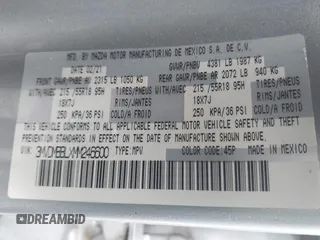 MFD. BY MAZDA MOTOR MANUFACTURING DE MEXICO S.A. DE C.V.
DATE 02/21 GVWR/PNBV 4381 LB 1987 KG
FRONT GAWR/PNBE AV 2315 LB 1050 KG REAR GAWR/PNBE AR 2072 LB 940 KG
WITH/AVEC 215/55R18 95H TIRES/PNEUS WITH/AVEC 215/55R18 95H TIRES/PNEUS
18X7J RIMS/JANTES 18X7J RIMS/JANTES
250 KPA/36 PSI COLD/A FROID 250 KPA/36 PSI COLD/A FROID
THIS VEHICLE CONFORMS TO ALL APPLICABLE FEDERAL MOTOR VEHICLE SAFETY, BUMPER, AND THEFT
PREVENTION STANDARDS IN EFFECT ON THE DATE OF MANUFACTURE SHOWN ABOVE.
TYPE: MPV
COLOR CODE: 45P MADE IN MEXICO
DEALERSHIP.CC